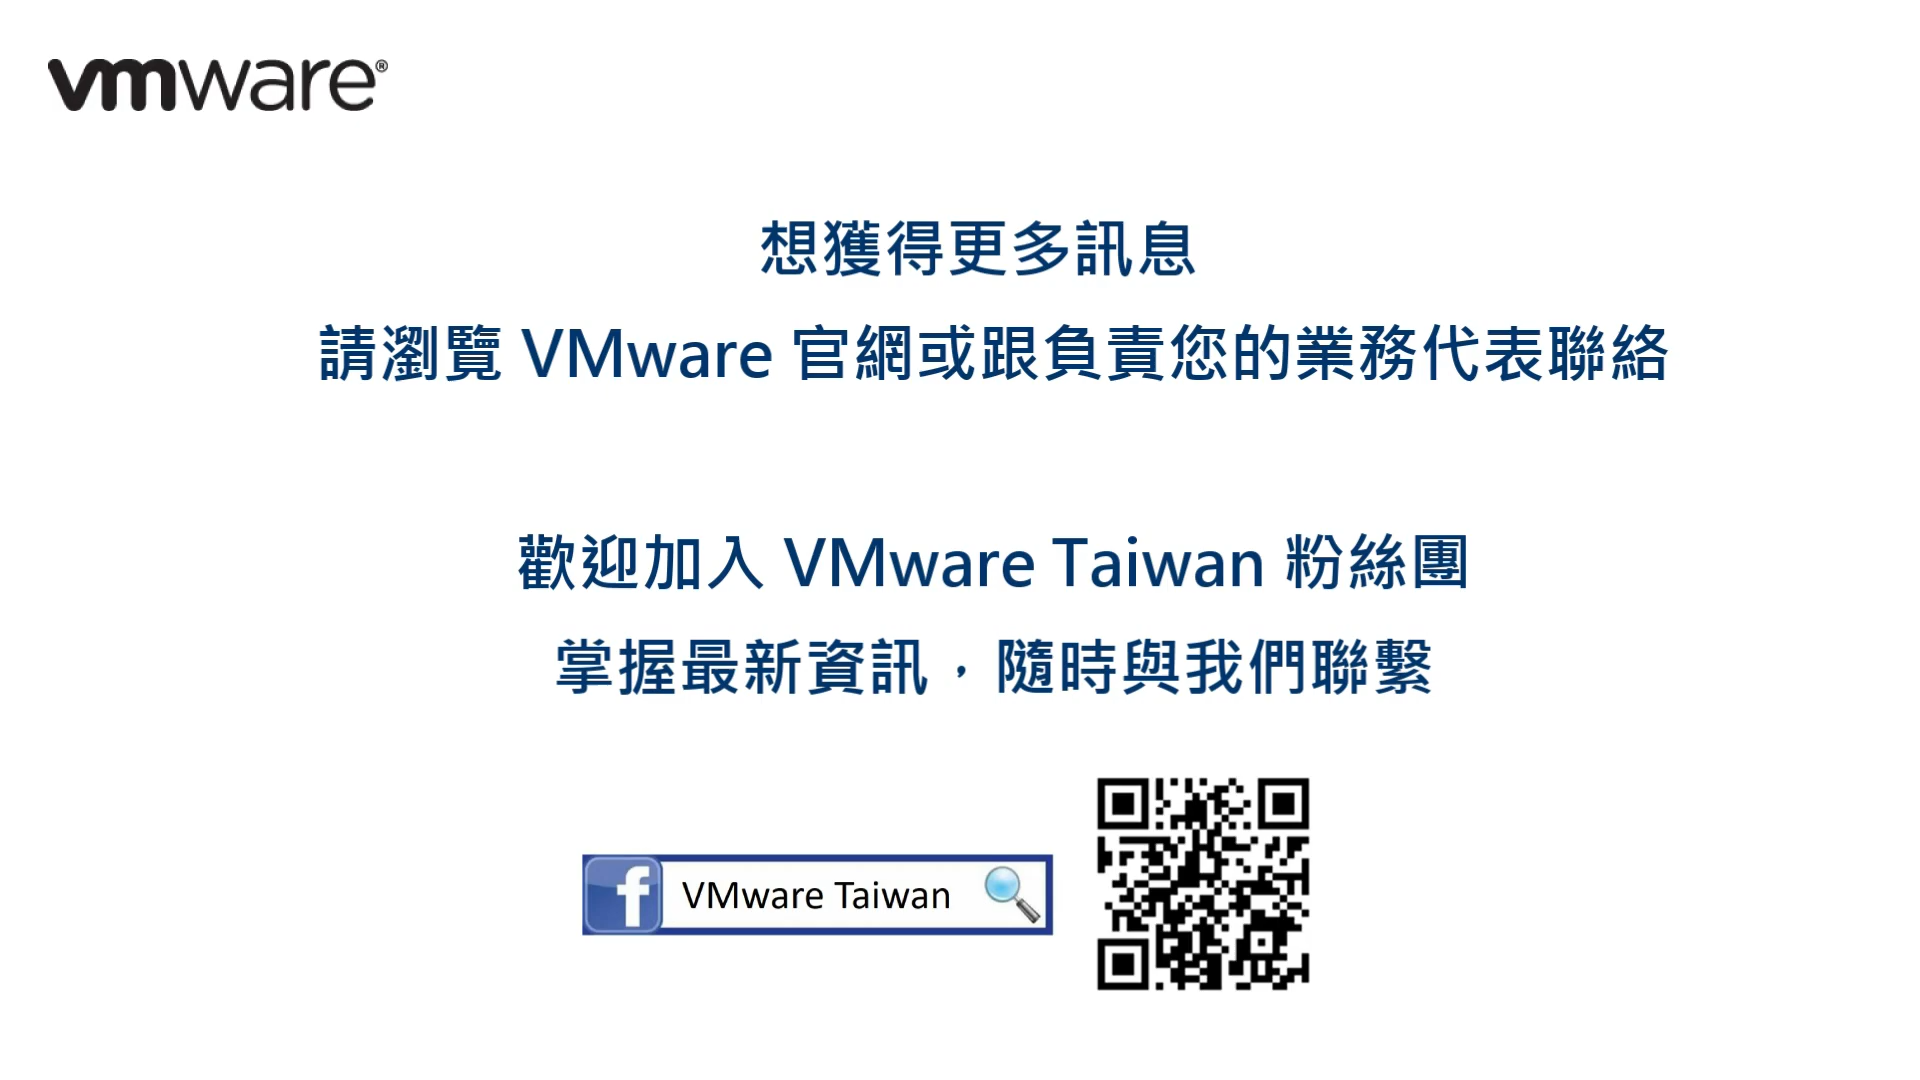 vmware®
想獲得更多訊息
請瀏覽 VMware 官網或跟負責您的業務代表聯絡
歡迎加入 VMware Taiwan 粉絲團
掌握最新資訊，隨時與我們聯繫
f VMware Taiwan